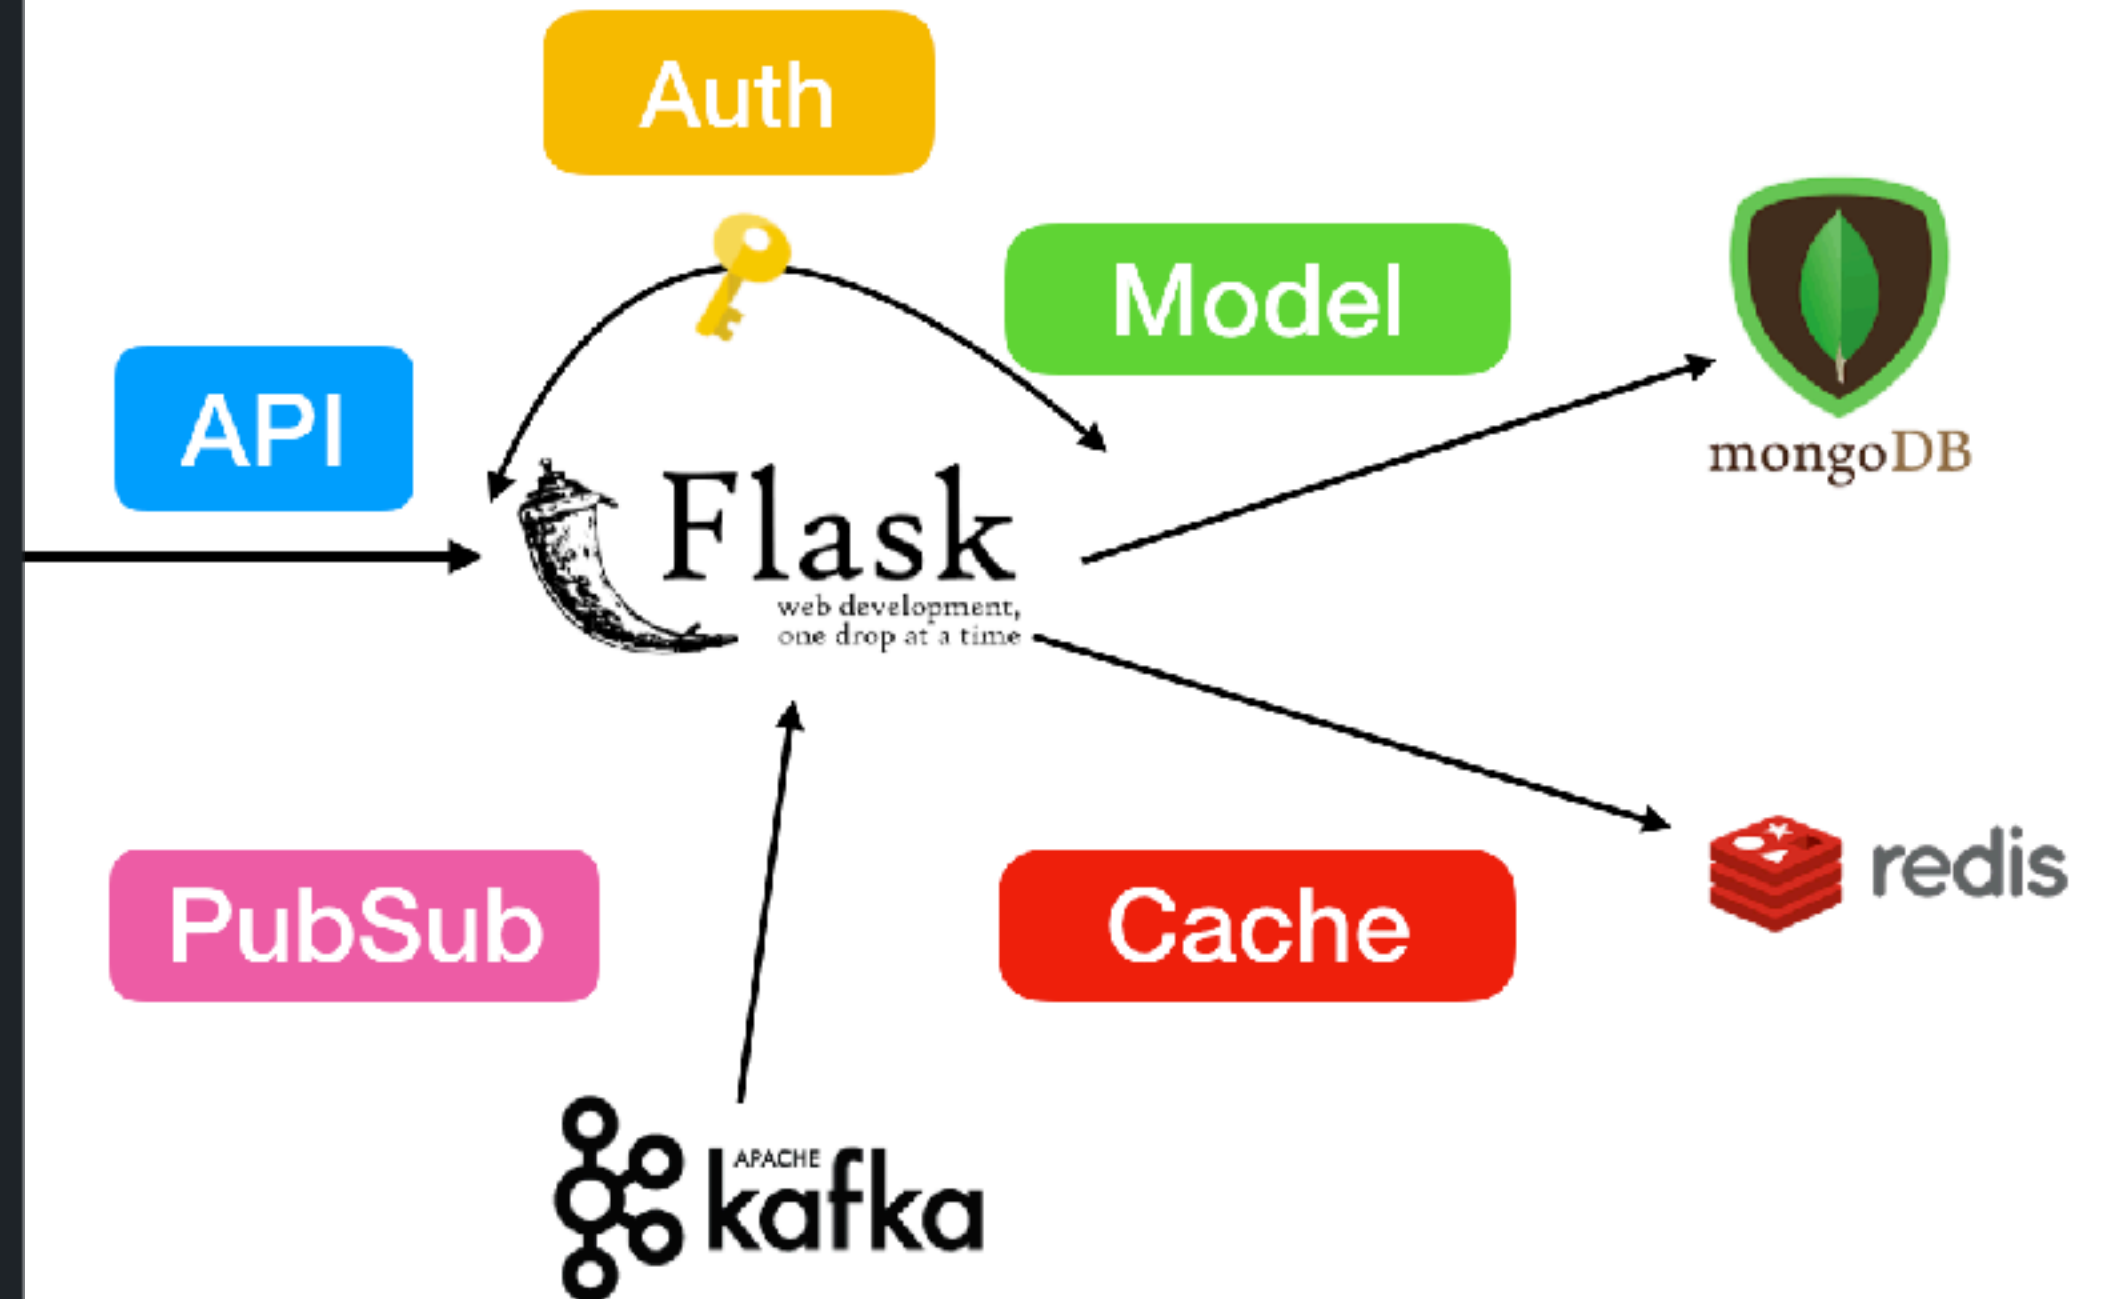 Auth
Model
API
mongoDB
Flask
web development,
one drop at a time
redis
PubSub
Cache
APACHE
kafka